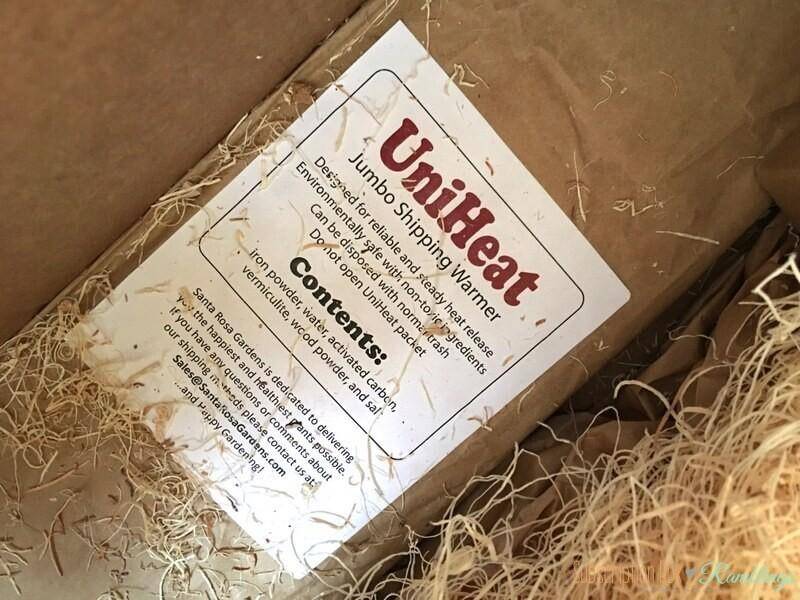 UniHeat
Jumbo Shipping Warmer
Designed for reliable and steady heat release
Environmentally safe with non-toxic ingredients
Can be disposed with normal trash
Do not open UniHeat packet
Contents:
iron powder, water, activated carbon,
vermiculite, wood powder, and salt
Santa Rosa Gardens is dedicated to delivering
you the happiest and healthiest plants possible.
If you have any questions or comments about
our shipping methods please contact us at:
Sales@SantaRosaGardens.com
...and Happy Gardening!
Subscription Box ♥ Ramblings